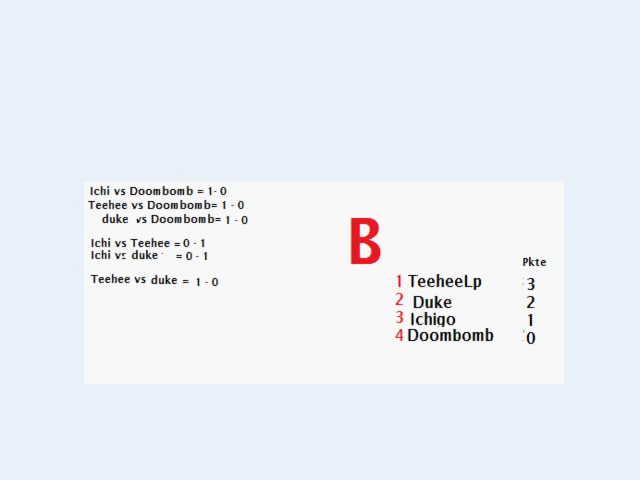 Ichi vs Doombomb = 1- 0
Teehee vs Doombomb= 1 - 0
duke vs Doombomb= 1 - 0
Ichi vs Teehee = 0 - 1
Ichi vs duke = 0 - 1
Teehee vs duke = 1 - 0
B
Pkte
1 TeeheeLp 3
2 Duke 2
3 Ichigo 1
4 Doombomb 0